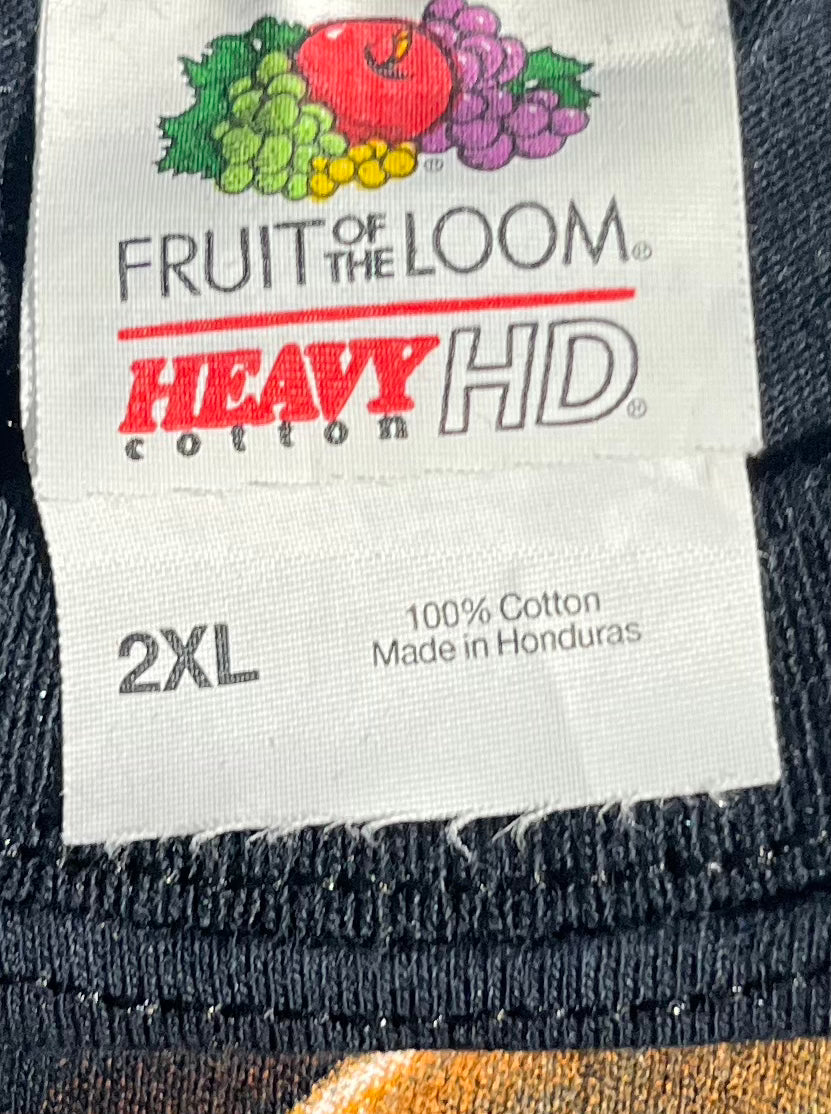 FRUIT OF THE LOOM®
HEAVY HD®
cotton
2XL
100% Cotton
Made in Honduras